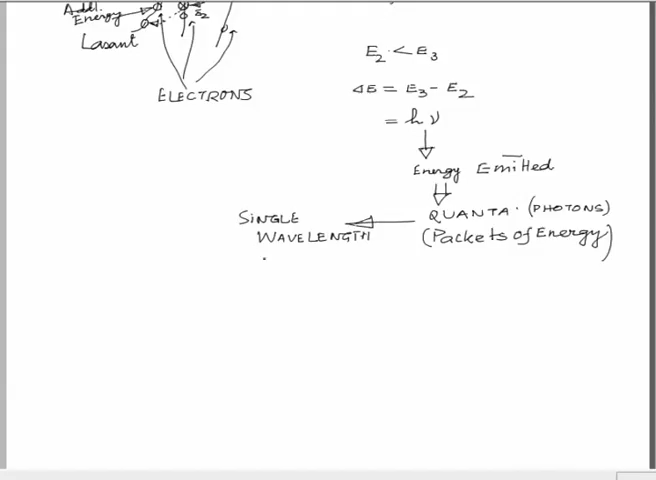 Addl.
Energy
E2
Lasant
ELECTRONS
E2 < E3
ΔE = E3 - E2
= hν
Energy Emitted
QUANTA. (PHOTONS)
(Packets of Energy)
SINGLE
WAVELENGTH